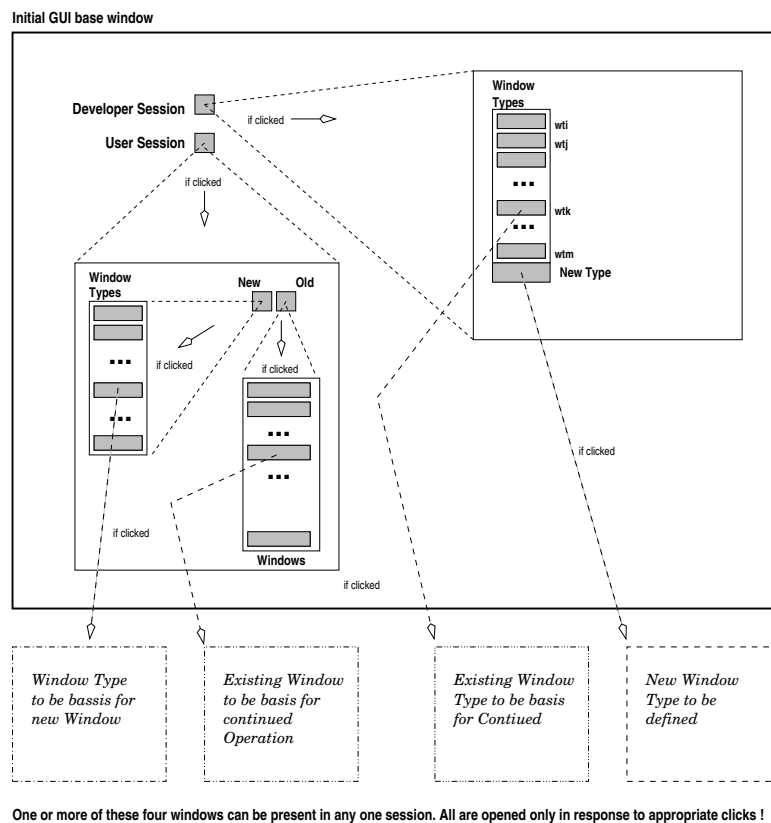 Initial GUI base window
Developer Session
User Session
if clicked
if clicked
Window
Types
wti
wtj
...
wtk
...
wtm
New Type
Window
Types
New
Old
...
...
if clicked
if clicked
...
...
if clicked
Windows
if clicked
if clicked
Window Type
to be bassis for
new Window
Existing Window
to be basis for
continued
Operation
Existing Window
Type to be basis
for Contiued
New Window
Type to be
defined
One or more of these four windows can be present in any one session. All are opened only in response to appropriate clicks !